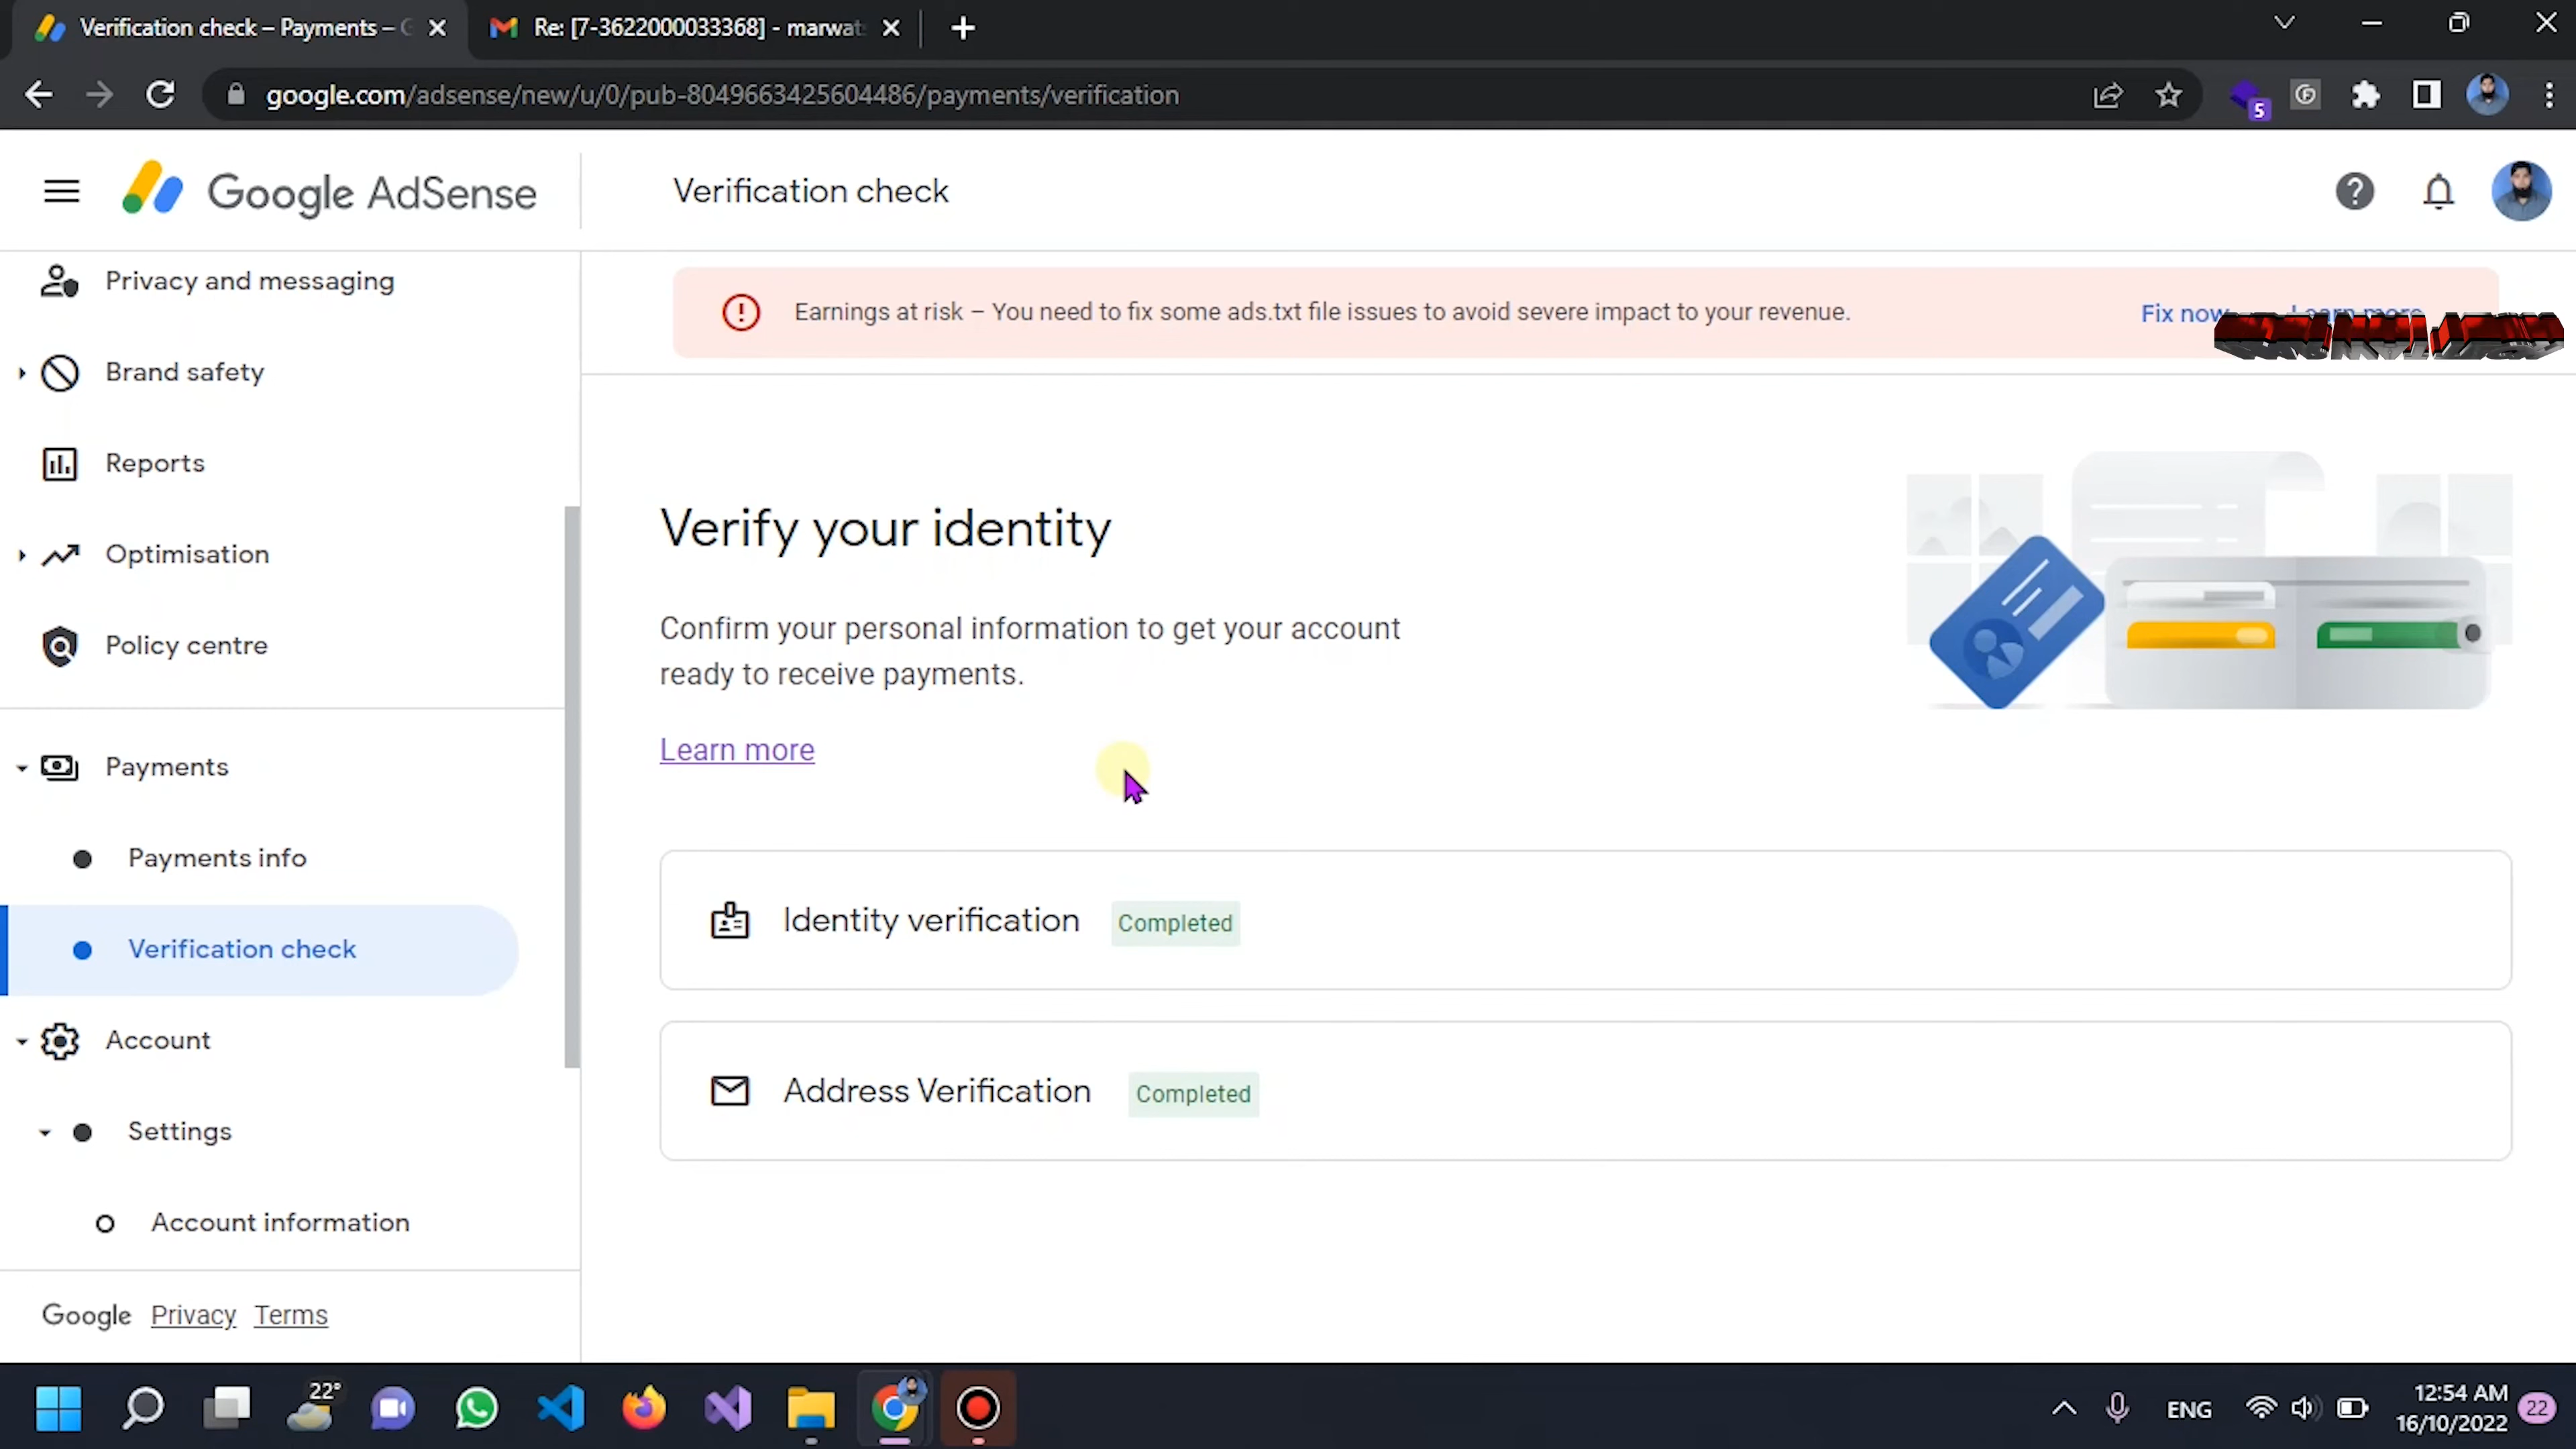 Verification check – Payments –
Re: [7-3622000033368] - marwat
google.com/adsense/new/u/0/pub-8049663425604486/payments/verification
5
Google AdSense
Verification check
Privacy and messaging
Brand safety
Reports
Optimisation
Policy centre
Payments
Payments info
Verification check
Account
Settings
Account information
Google Privacy Terms
Earnings at risk – You need to fix some ads.txt file issues to avoid severe impact to your revenue.
Fix now Learn more
Verify your identity
Confirm your personal information to get your account
ready to receive payments.
Learn more
Identity verification Completed
Address Verification Completed
22°
ENG
12:54 AM
16/10/2022
22